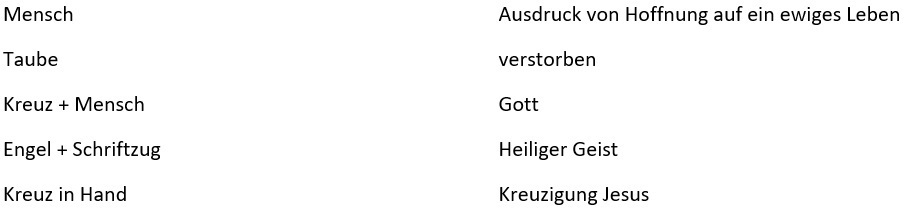 Mensch Ausdruck von Hoffnung auf ein ewiges Leben
Taube verstorben
Kreuz + Mensch Gott
Engel + Schriftzug Heiliger Geist
Kreuz in Hand Kreuzigung Jesus